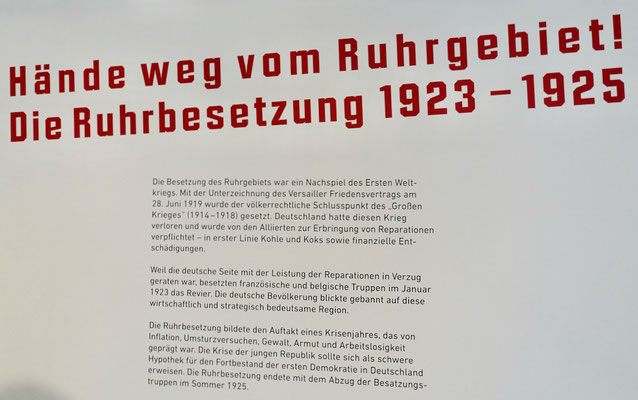 Hände weg vom Ruhrgebiet!
Die Ruhrbesetzung 1923 – 1925
Die Besetzung des Ruhrgebiets war ein Nachspiel des Ersten Welt-
kriegs. Mit der Unterzeichnung des Versailler Friedensvertrags am
28. Juni 1919 wurde der völkerrechtliche Schlusspunkt des „Großen
Krieges“ (1914 – 1918) gesetzt. Deutschland hatte diesen Krieg
verloren und wurde von den Alliierten zur Erbringung von Reparationen
verpflichtet – in erster Linie Kohle und Koks sowie finanzielle Ent-
schädigungen.
Weil die deutsche Seite mit der Leistung der Reparationen in Verzug
geraten war, besetzten französische und belgische Truppen im Januar
1923 das Revier. Die deutsche Bevölkerung blickte gebannt auf diese
wirtschaftlich und strategisch bedeutsame Region.
Die Ruhrbesetzung bildete den Auftakt eines Krisenjahres, das von
Inflation, Umsturzversuchen, Gewalt, Armut und Arbeitslosigkeit
geprägt war. Die Krise der jungen Republik sollte sich als schwere
Hypothek für den Fortbestand der ersten Demokratie in Deutschland
erweisen. Die Ruhrbesetzung endete mit dem Abzug der Besatzungs-
truppen im Sommer 1925.